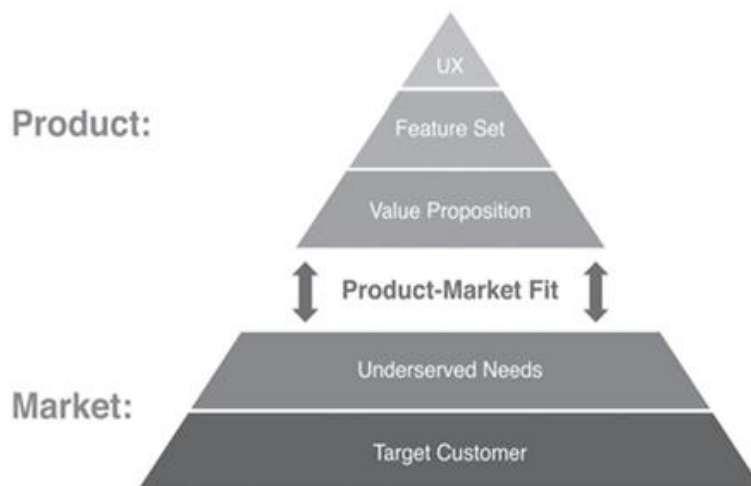 UX
Product:
Feature Set
Value Proposition
Product-Market Fit
Underserved Needs
Market:
Target Customer